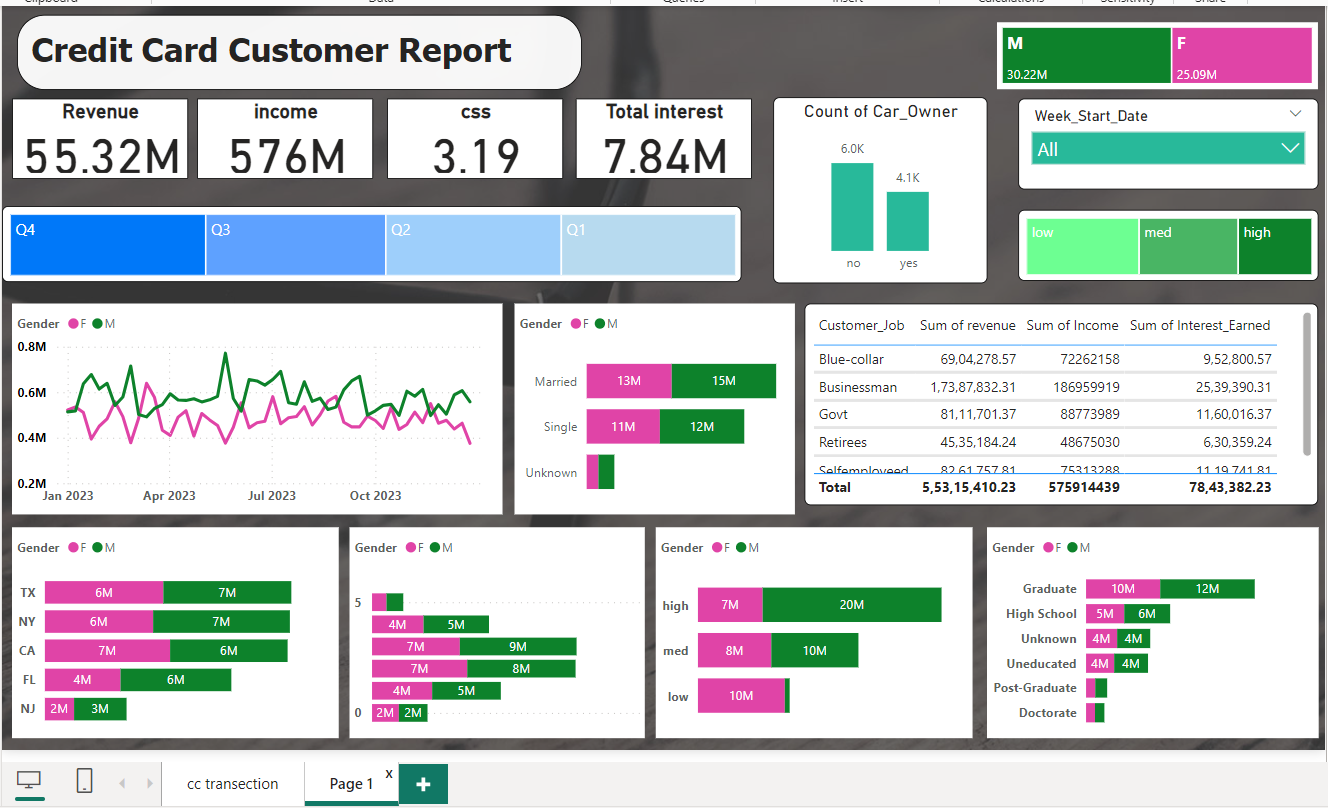 Clipboard Data Queries Insert Calculations Sensitivity Share
Credit Card Customer Report
M
30.22M
F
25.09M
Revenue
55.32M
income
576M
css
3.19
Total interest
7.84M
Count of Car_Owner
6.0K
4.1K
no yes
Week_Start_Date
All
Q4 Q3 Q2 Q1
low med high
Gender F M
0.8M
0.6M
0.4M
0.2M
Jan 2023 Apr 2023 Jul 2023 Oct 2023
Gender F M
Married 13M 15M
Single 11M 12M
Unknown
Customer_Job Sum of revenue Sum of Income Sum of Interest_Earned
Blue-collar 69,04,278.57 72262158 9,52,800.57
Businessman 1,73,87,832.31 186959919 25,39,390.31
Govt 81,11,701.37 88773989 11,60,016.37
Retirees 45,35,184.24 48675030 6,30,359.24
Selfemployeed 82,61,757.81 75313288 11,19,741.81
Total 5,53,15,410.23 575914439 78,43,382.23
Gender F M
TX 6M 7M
NY 6M 7M
CA 7M 6M
FL 4M 6M
NJ 2M 3M
Gender F M
5
4M 5M
7M 9M
7M 8M
4M 5M
0 2M 2M
Gender F M
high 7M 20M
med 8M 10M
low 10M
Gender F M
Graduate 10M 12M
High School 5M 6M
Unknown 4M 4M
Uneducated 4M 4M
Post-Graduate
Doctorate
cc transection
Page 1 x
+